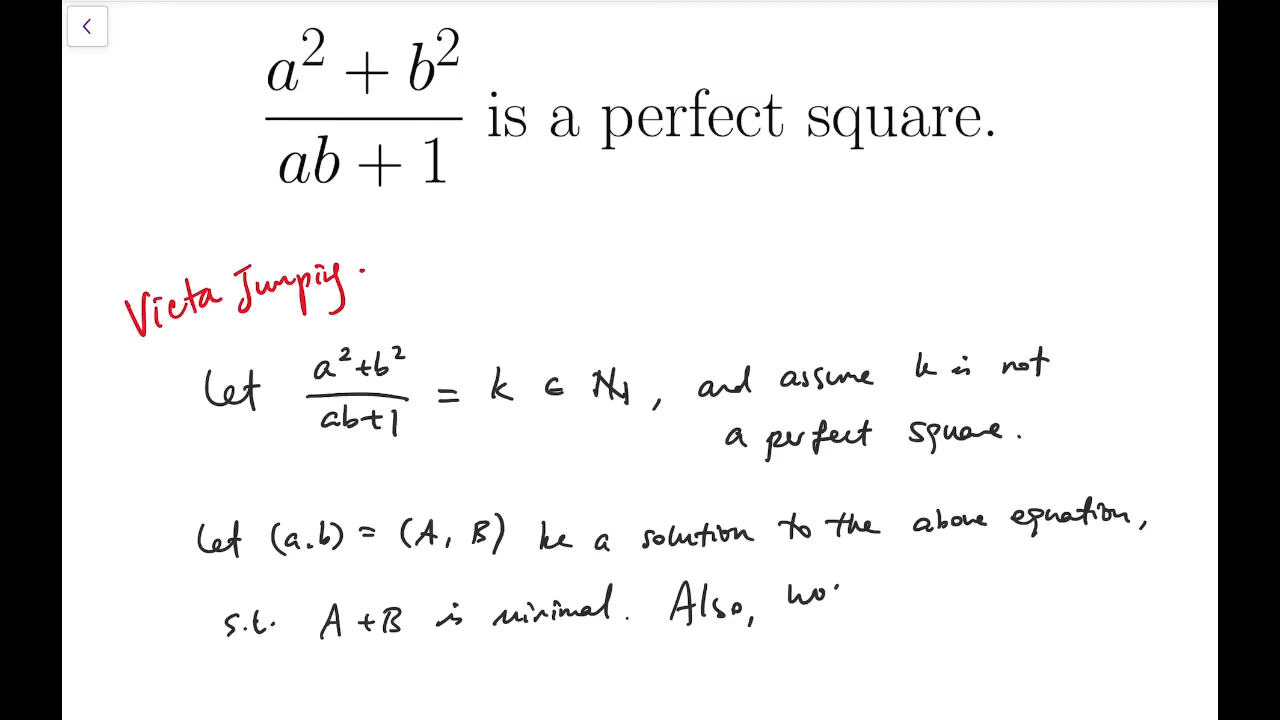 a² + b² / ab + 1 is a perfect square.
Vieta Jumping.
Let a²+b² / ab+1 = k ∈ ℕ, and assume k is not
a perfect square.
Let (a.b) = (A, B) be a solution to the above equation,
s.t. A+B is minimal. Also, wo